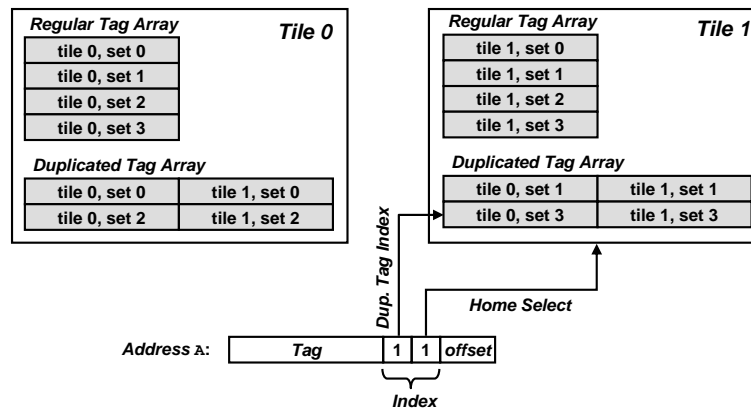 Regular Tag Array
Tile 0
tile 0, set 0
tile 0, set 1
tile 0, set 2
tile 0, set 3
Duplicated Tag Array
tile 0, set 0 tile 1, set 0
tile 0, set 2 tile 1, set 2
Regular Tag Array
Tile 1
tile 1, set 0
tile 1, set 1
tile 1, set 2
tile 1, set 3
Duplicated Tag Array
tile 0, set 1 tile 1, set 1
tile 0, set 3 tile 1, set 3
Dup. Tag Index
Home Select
Address A: Tag 1 1 offset
Index